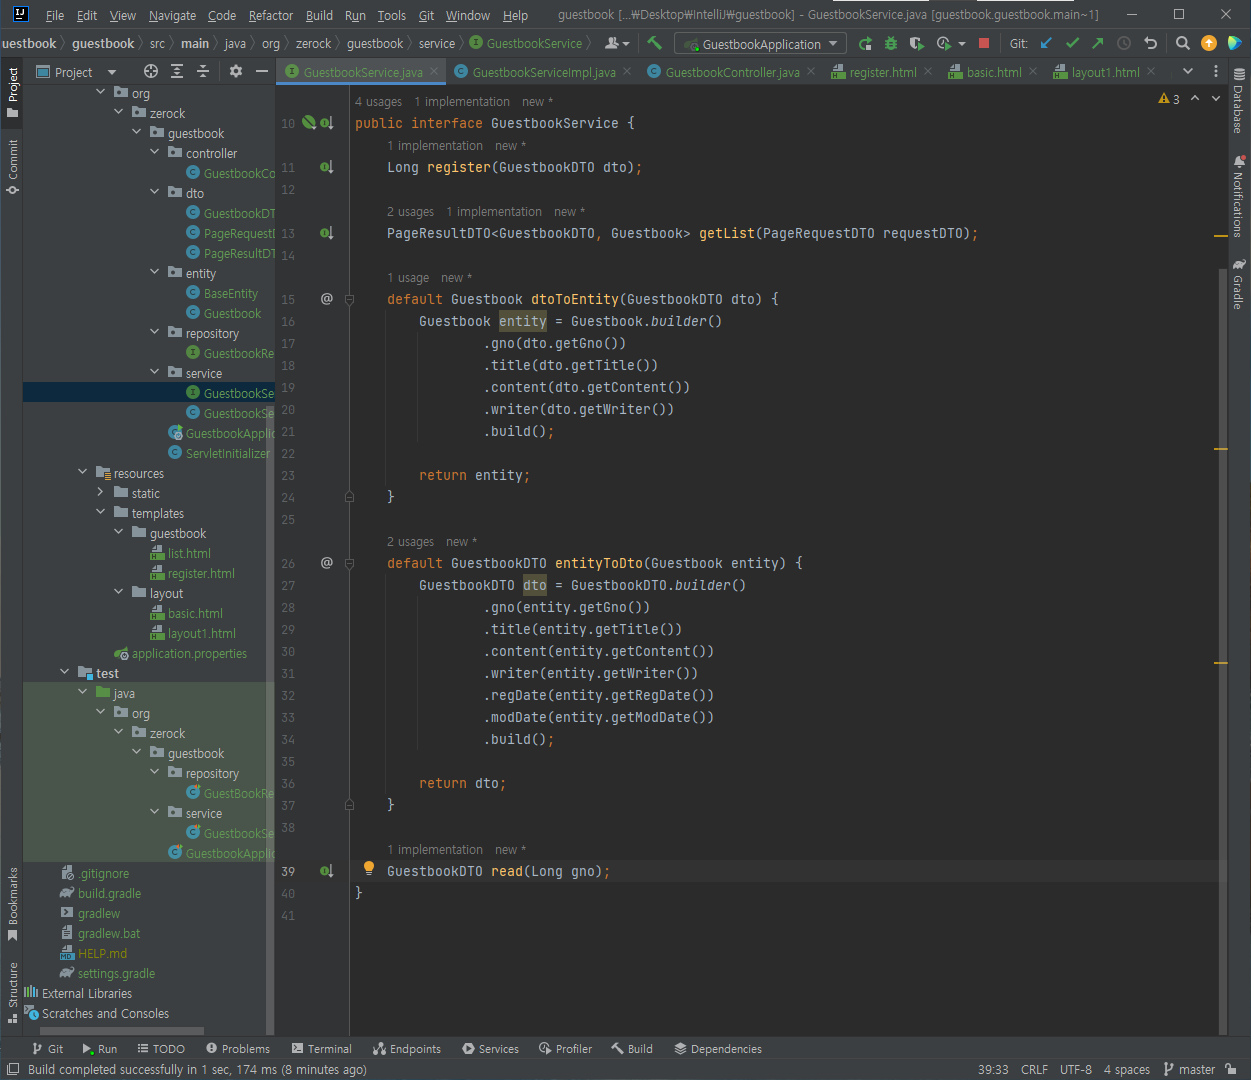 File Edit View Navigate Code Refactor Build Run Tools Git Window Help guestbook [...₩Desktop₩IntelliJ₩guestbook] - GuestbookService.java [guestbook.guestbook.main~1]
uestbook guestbook src main java org zerock guestbook service GuestbookService GuestbookApplication Git:
Project GuestbookService.java GuestbookServiceImpl.java GuestbookController.java register.html basic.html layout1.html
Project
Commit
Bookmarks
Structure
org
zerock
guestbook
controller
GuestbookCo
dto
GuestbookDT
PageRequest
PageResultDT
entity
BaseEntity
Guestbook
repository
GuestbookRe
service
GuestbookSe
GuestbookSe
GuestbookApplic
ServletInitializer
resources
static
templates
guestbook
list.html
register.html
layout
basic.html
layout1.html
application.properties
test
java
org
zerock
guestbook
repository
GuestBookRe
service
GuestbookSe
GuestbookApplic
.gitignore
build.gradle
gradlew
gradlew.bat
HELP.md
settings.gradle
External Libraries
Scratches and Consoles
4 usages 1 implementation new *
3
10 public interface GuestbookService {
1 implementation new *
11 Long register(GuestbookDTO dto);
12
2 usages 1 implementation new *
13 PageResultDTO<GuestbookDTO, Guestbook> getList(PageRequestDTO requestDTO);
14
1 usage new *
15 @ default Guestbook dtoToEntity(GuestbookDTO dto) {
16 Guestbook entity = Guestbook.builder()
17 .gno(dto.getGno())
18 .title(dto.getTitle())
19 .content(dto.getContent())
20 .writer(dto.getWriter())
21 .build();
22
23 return entity;
24 }
25
2 usages new *
26 @ default GuestbookDTO entityToDto(Guestbook entity) {
27 GuestbookDTO dto = GuestbookDTO.builder()
28 .gno(entity.getGno())
29 .title(entity.getTitle())
30 .content(entity.getContent())
31 .writer(entity.getWriter())
32 .regDate(entity.getRegDate())
33 .modDate(entity.getModDate())
34 .build();
35
36 return dto;
37 }
38
1 implementation new *
39 GuestbookDTO read(Long gno);
40 }
41
Database
Notifications
Gradle
Git Run TODO Problems Terminal Endpoints Services Profiler Build Dependencies
Build completed successfully in 1 sec, 174 ms (8 minutes ago) 39:33 CRLF UTF-8 4 spaces master